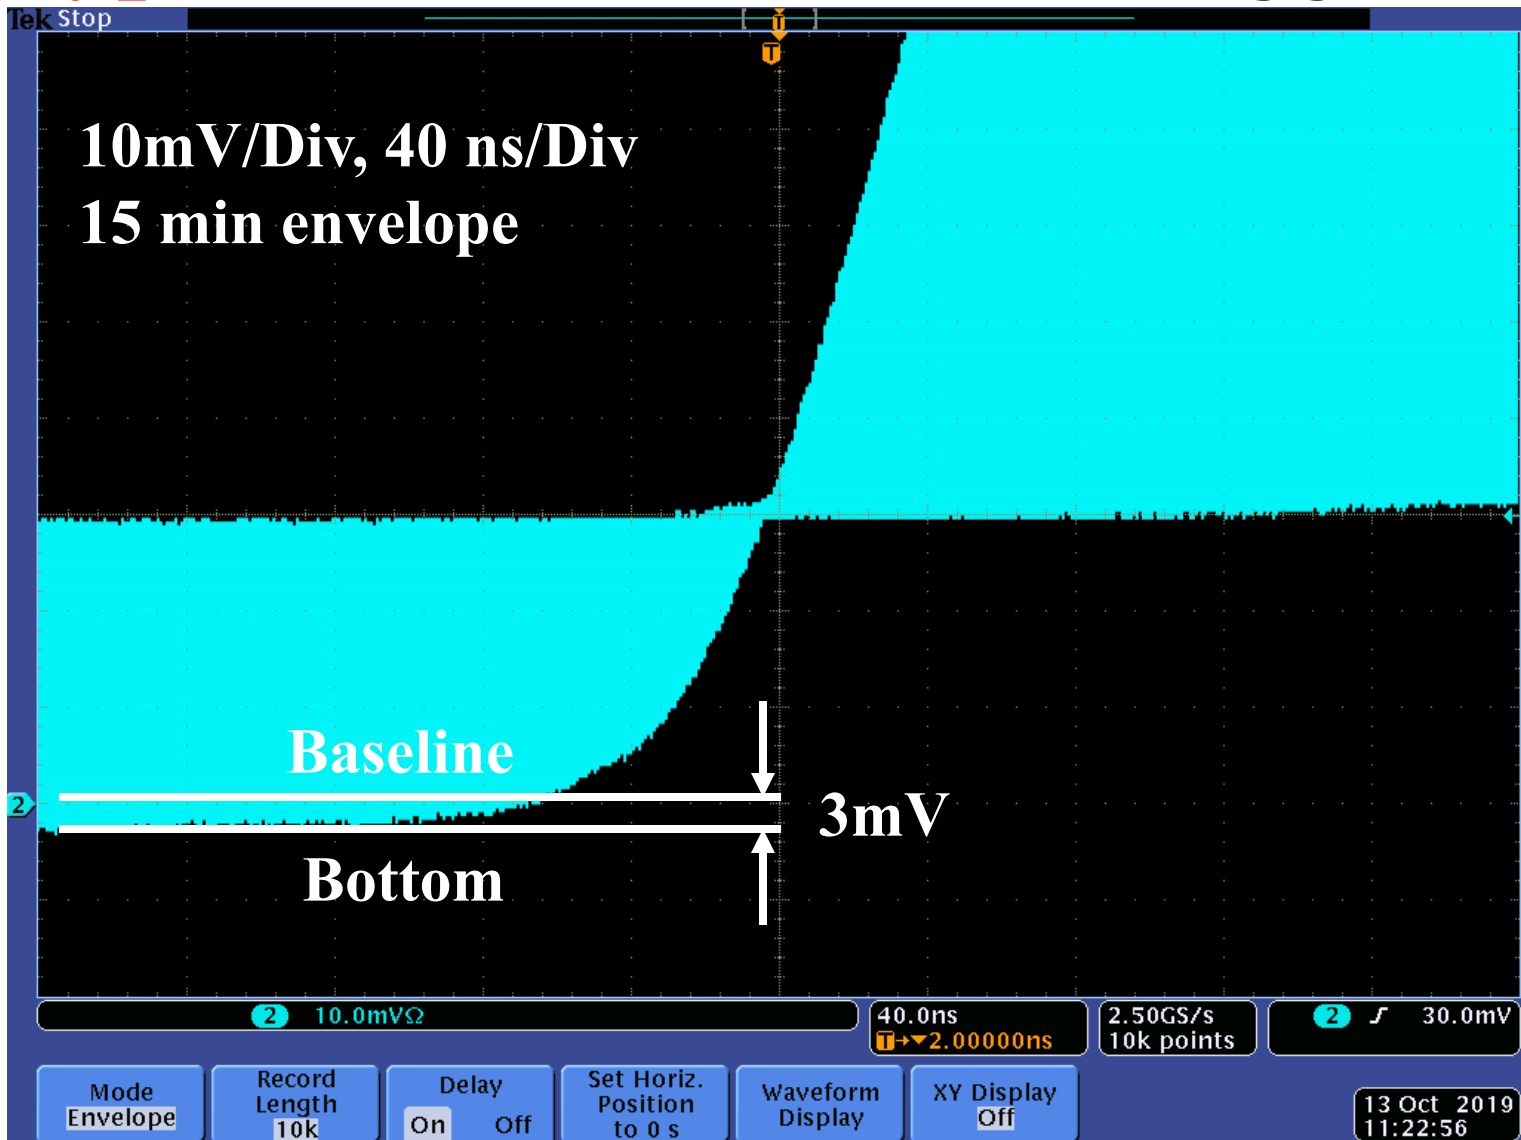 Tek Stop
T
T
10mV/Div, 40 ns/Div
15 min envelope
Baseline
2
3mV
Bottom
2 10.0mVΩ
40.0ns
T→▼2.00000ns
2.50GS/s
10k points
2 ʃ 30.0mV
Mode
Envelope
Record
Length
10k
Delay
On Off
Set Horiz.
Position
to 0 s
Waveform
Display
XY Display
Off
13 Oct 2019
11:22:56